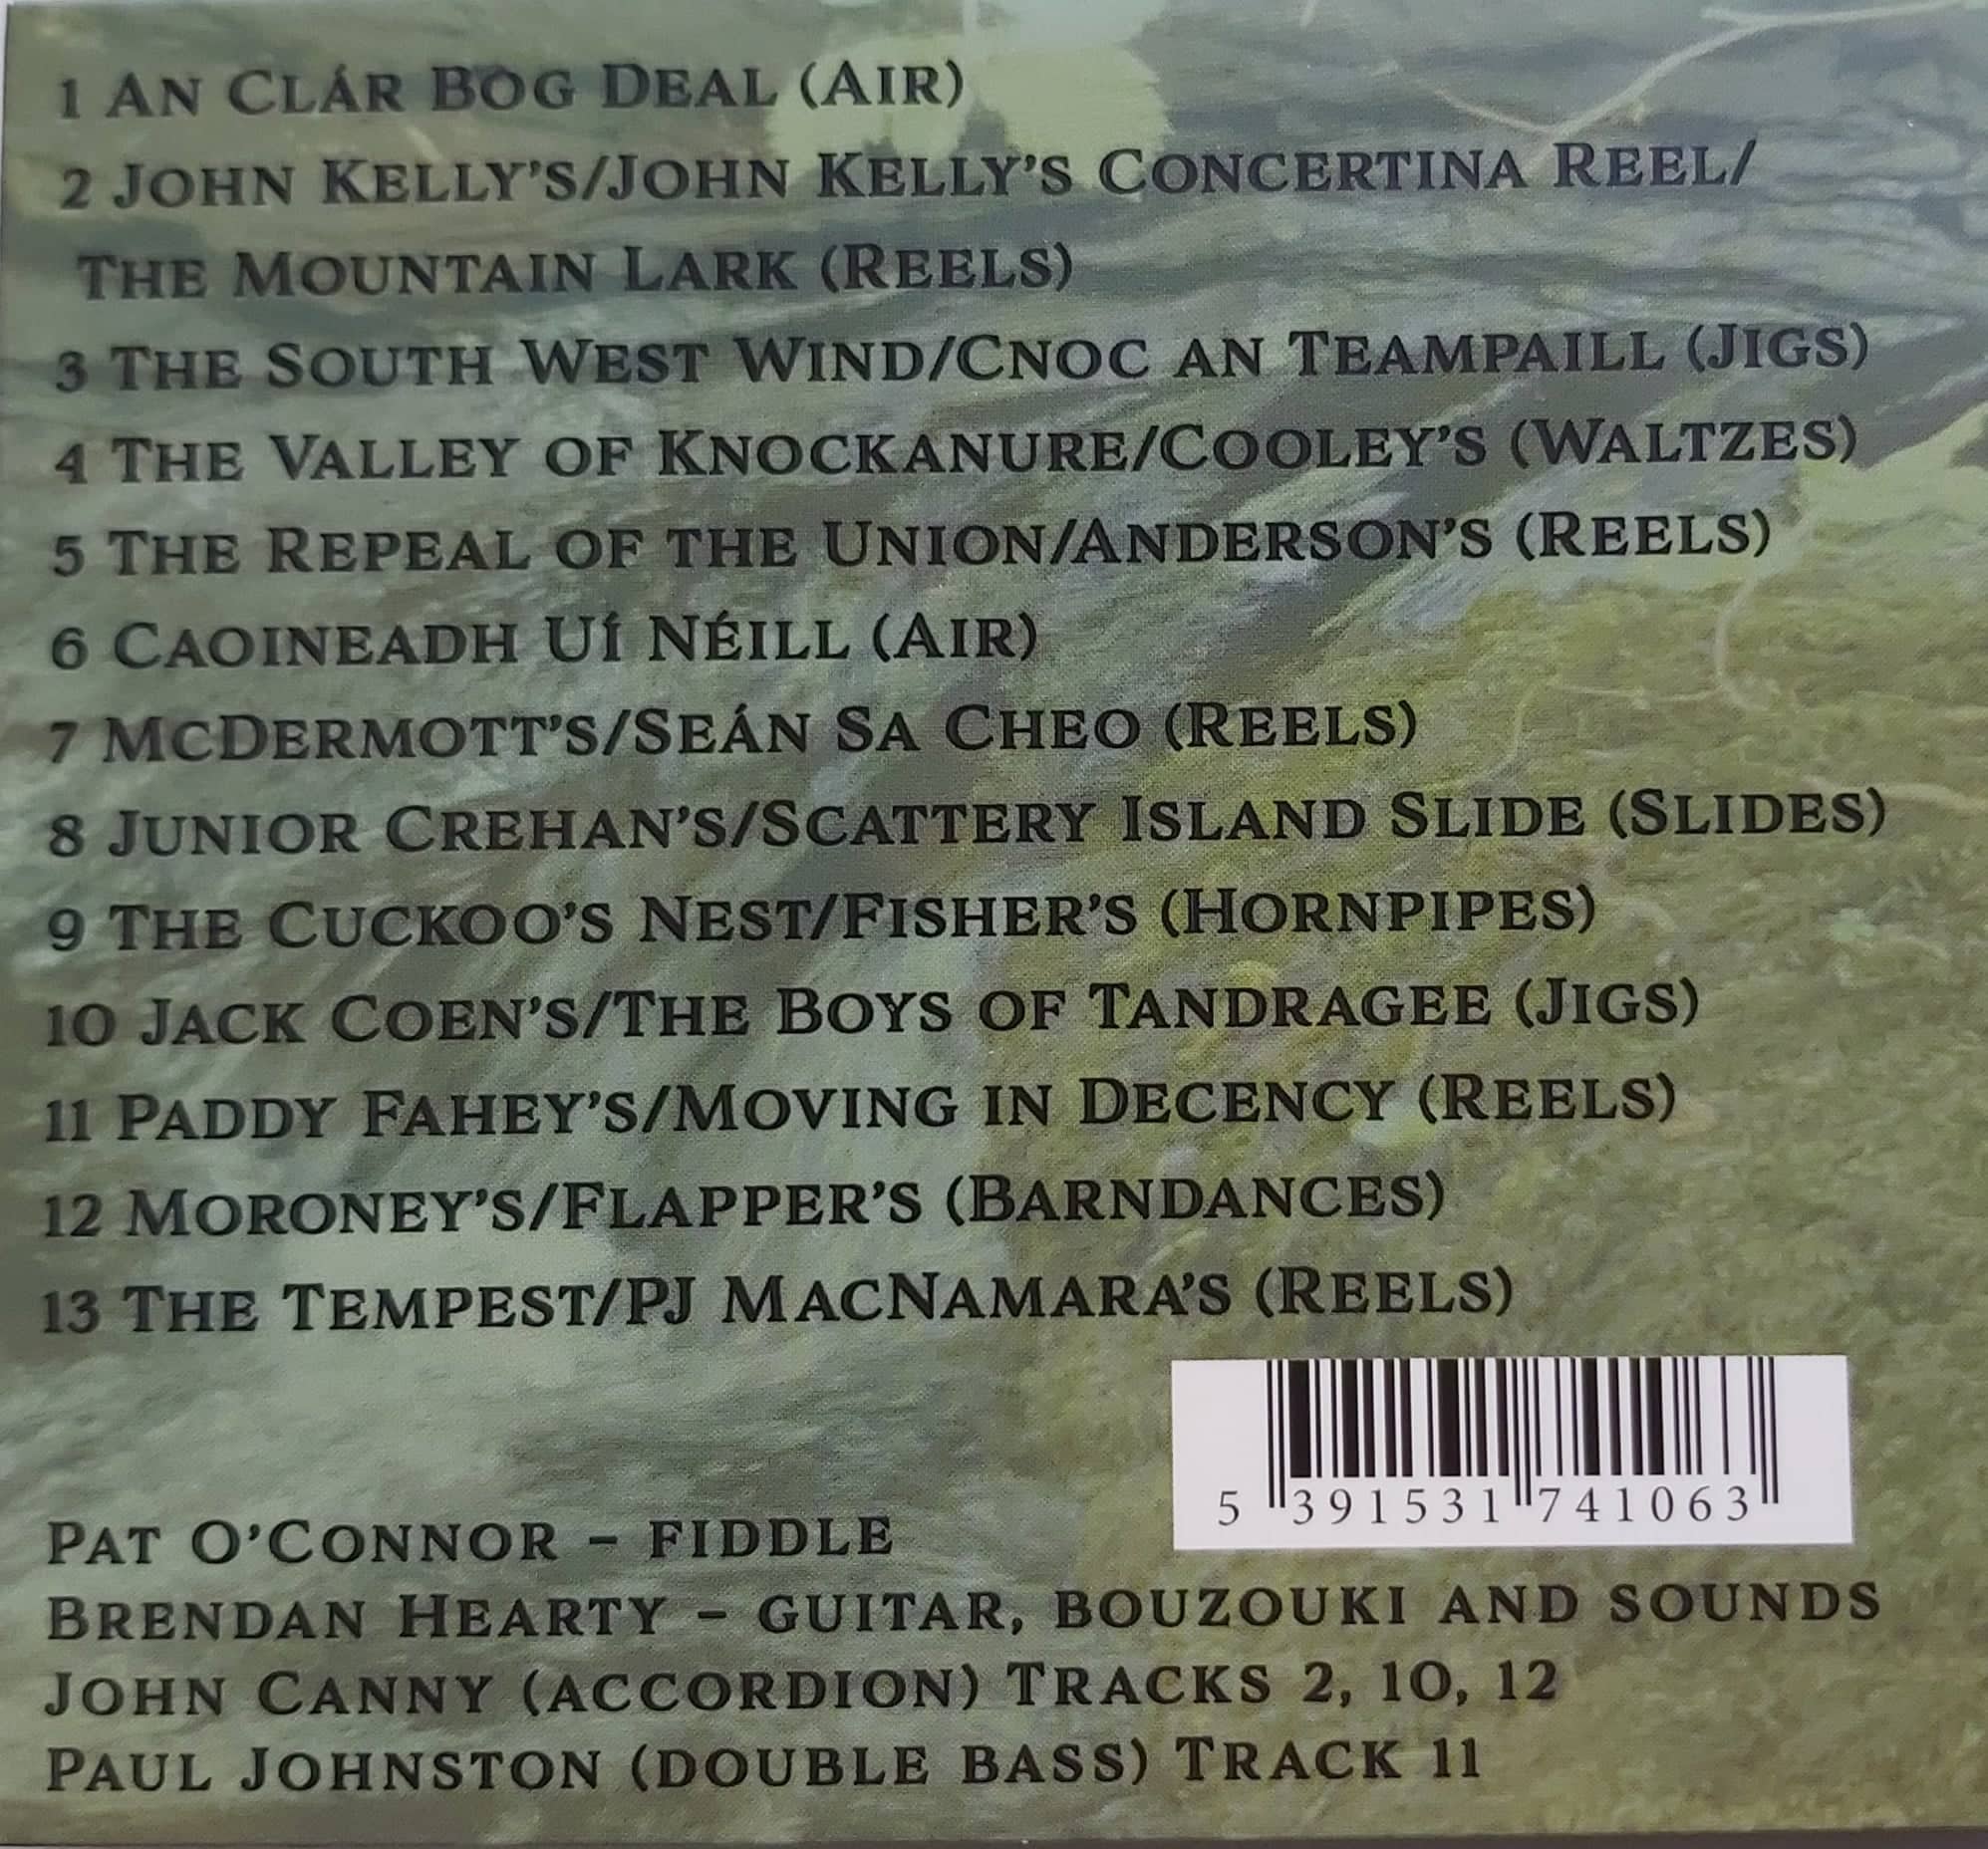 1 An Clár Bog Deal (Air)
2 John Kelly's/John Kelly's Concertina Reel/
The Mountain Lark (Reels)
3 The South West Wind/Cnoc an Teampaill (Jigs)
4 The Valley of Knockanure/Cooley's (Waltzes)
5 The Repeal of the Union/Anderson's (Reels)
6 Caoineadh Uí Néill (Air)
7 McDermott's/Seán Sa Cheo (Reels)
8 Junior Crehan's/Scattery Island Slide (Slides)
9 The Cuckoo's Nest/Fisher's (Hornpipes)
10 Jack Coen's/The Boys of Tandragee (Jigs)
11 Paddy Fahey's/Moving in Decency (Reels)
12 Moroney's/Flapper's (Barndances)
13 The Tempest/PJ MacNamara's (Reels)
5 391531 741063
Pat O'Connor – fiddle
Brendan Hearty – guitar, bouzouki and sounds
John Canny (accordion) Tracks 2, 10, 12
Paul Johnston (double bass) Track 11